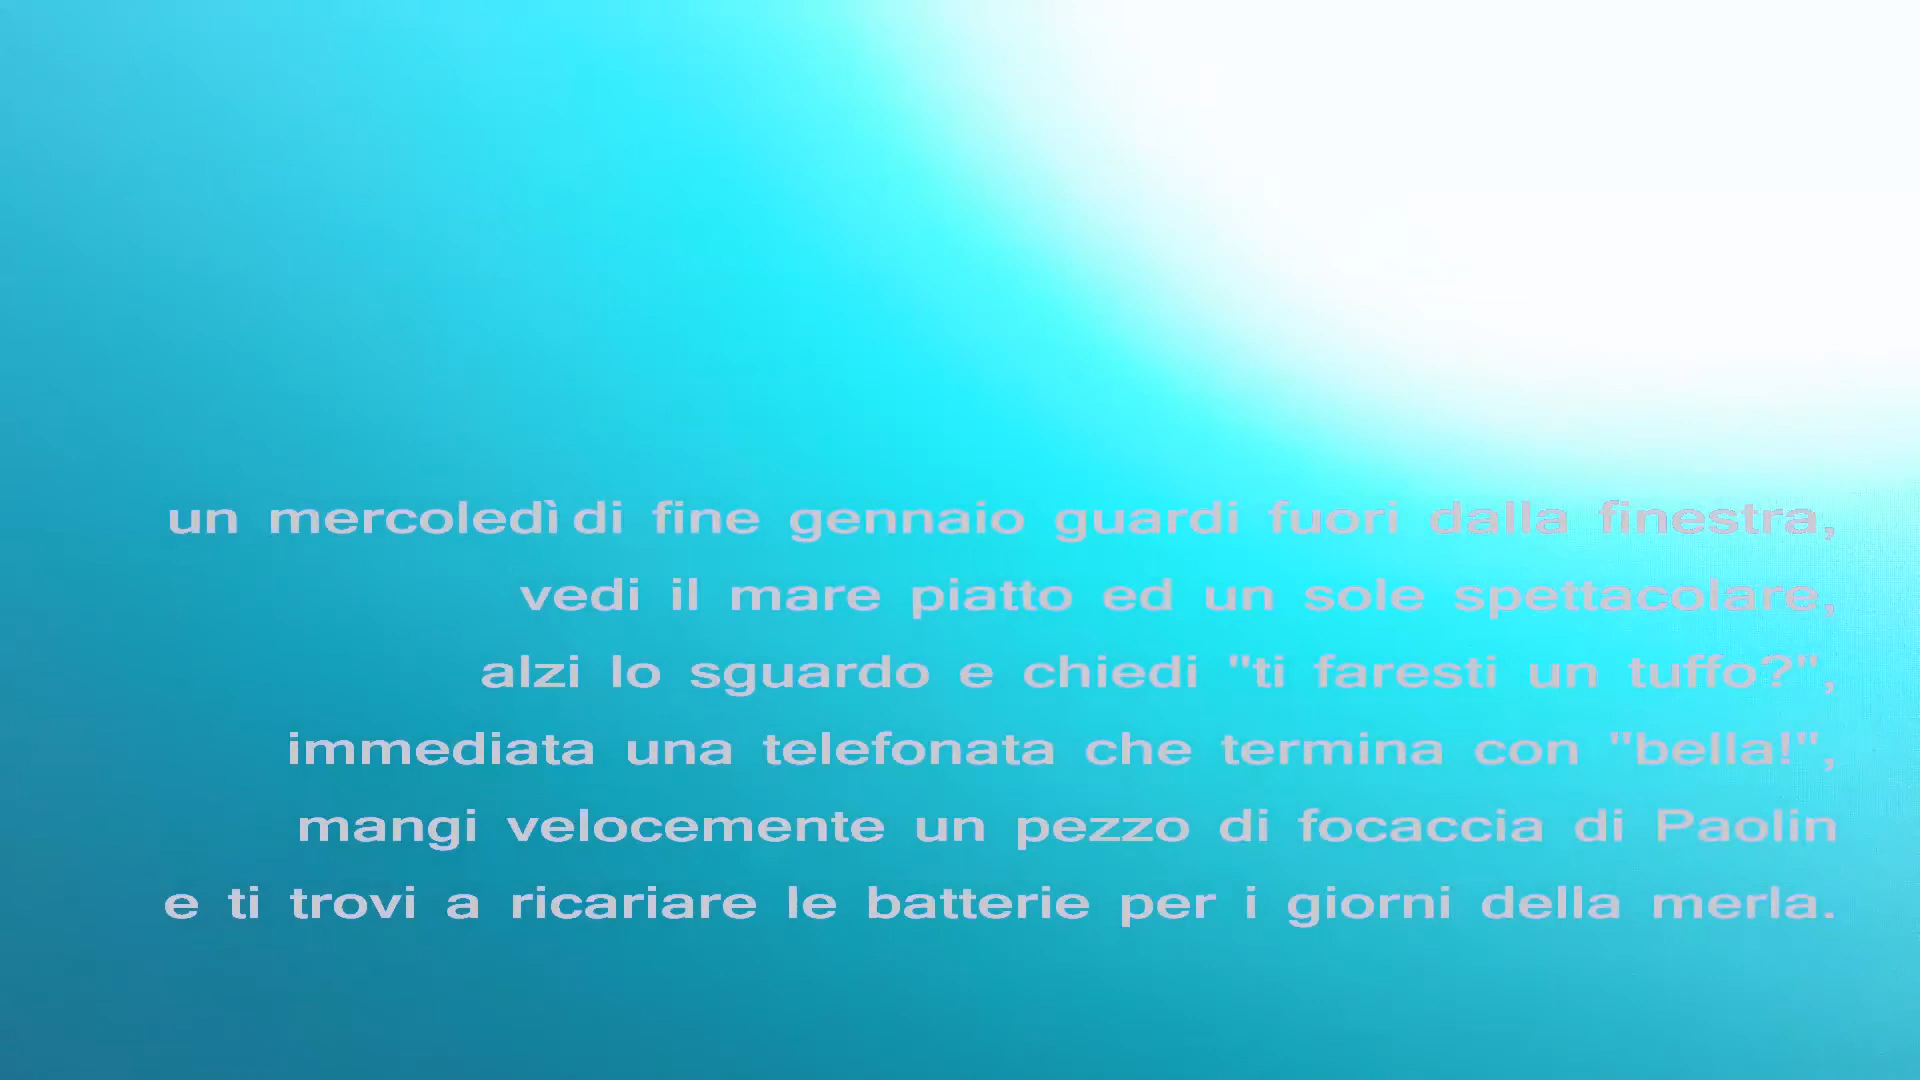 un mercoledì di fine gennaio guardi fuori dalla finestra,
vedi il mare piatto ed un sole spettacolare,
alzi lo sguardo e chiedi "ti faresti un tuffo?",
immediata una telefonata che termina con "bella!",
mangi velocemente un pezzo di focaccia di Paolin
e ti trovi a ricariare le batterie per i giorni della merla.